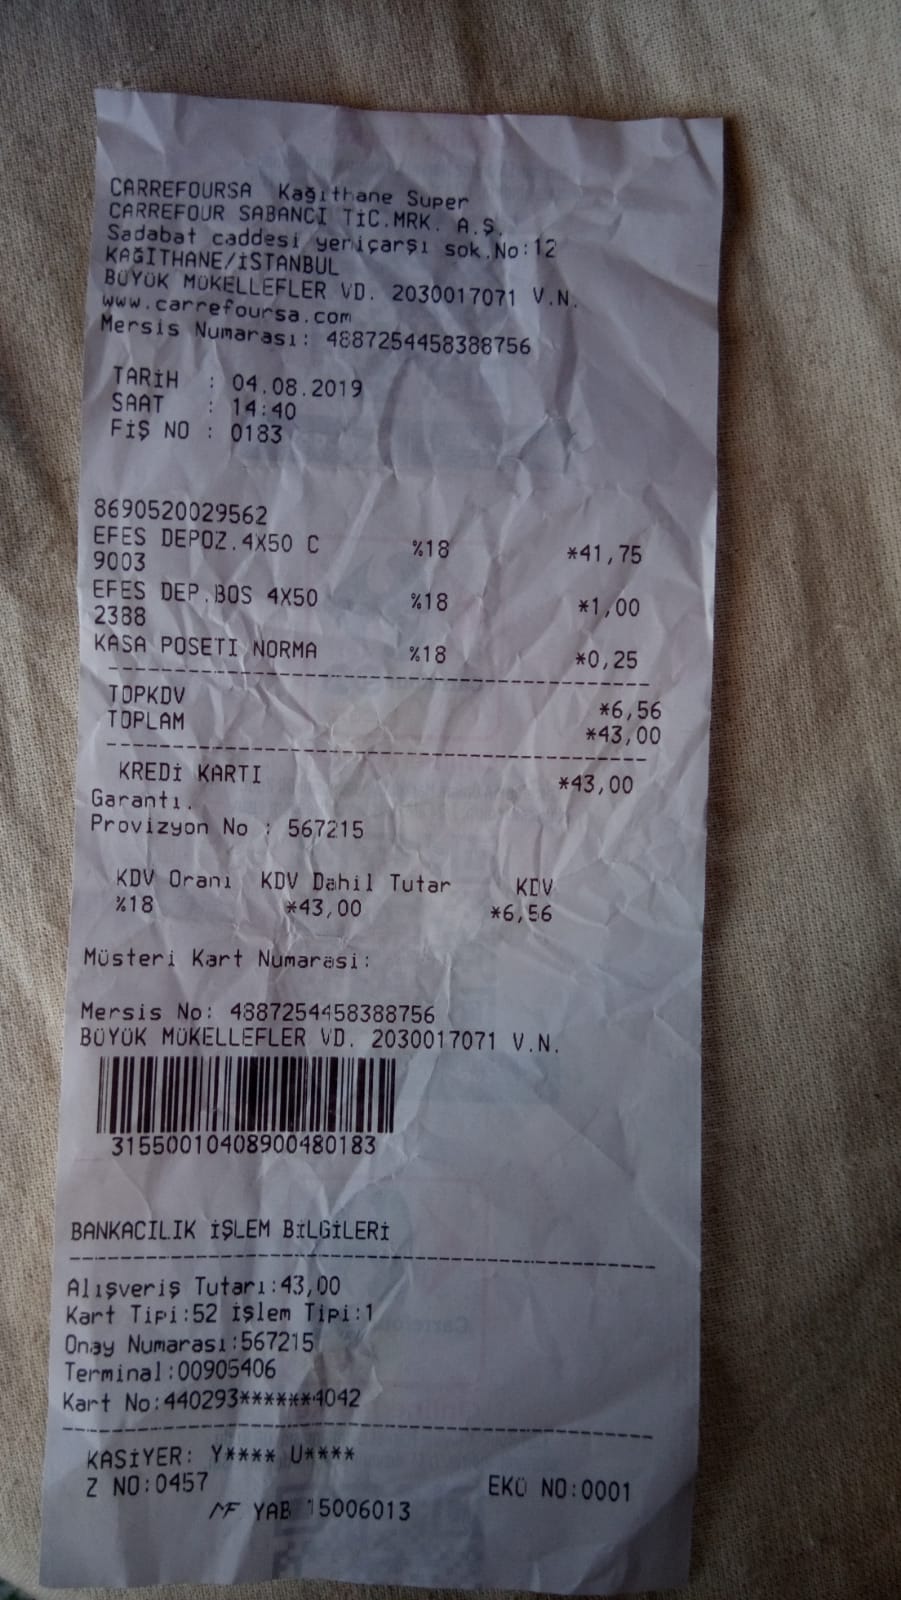 CARREFOURSA Kağıthane Super
CARREFOUR SABANCI TİC.MRK. A.Ş.
Sadabat caddesi yeniçarşı sok.No:12
KAĞITHANE/İSTANBUL
BÜYÜK MÜKELLEFLER VD. 2030017071 V.N.
www.carrefoursa.com
Mersis Numarası: 4887254458388756
TARİH : 04.08.2019
SAAT : 14:40
FİŞ NO : 0183
8690520029562
EFES DEPOZ.4X50 C %18 *41,75
9003
EFES DEP.BOS 4X50 %18 *1,00
2388
KASA POSETI NORMA %18 *0,25
TOPKDV *6,56
TOPLAM *43,00
KREDİ KARTI *43,00
Garanti.
Provizyon No : 567215
KDV Oranı KDV Dahil Tutar KDV
%18 *43,00 *6,56
Müsteri Kart Numarasi:
Mersis No: 4887254458388756
BÜYÜK MÜKELLEFLER VD. 2030017071 V.N.
31550010408900480183
BANKACILIK İŞLEM BİLGİLERİ
Alışveriş Tutarı:43,00
Kart Tipi:52 İşlem Tipi:1
Onay Numarası:567215
Terminal:00905406
Kart No:440293******4042
KASİYER: Y**** U****
Z NO:0457 EKÜ NO:0001
MF YAB 15006013